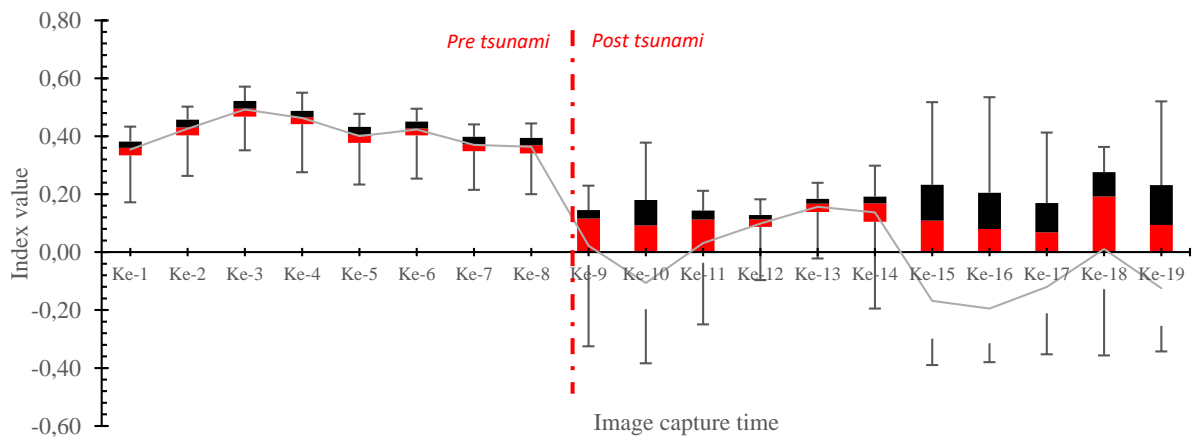 0,80
Pre tsunami Post tsunami
0,60
0,40
0,20
0,00
Ke-1 Ke-2 Ke-3 Ke-4 Ke-5 Ke-6 Ke-7 Ke-8 Ke-9 Ke-10 Ke-11 Ke-12 Ke-13 Ke-14 Ke-15 Ke-16 Ke-17 Ke-18 Ke-19
-0,20
-0,40
-0,60
Index value
Image capture time